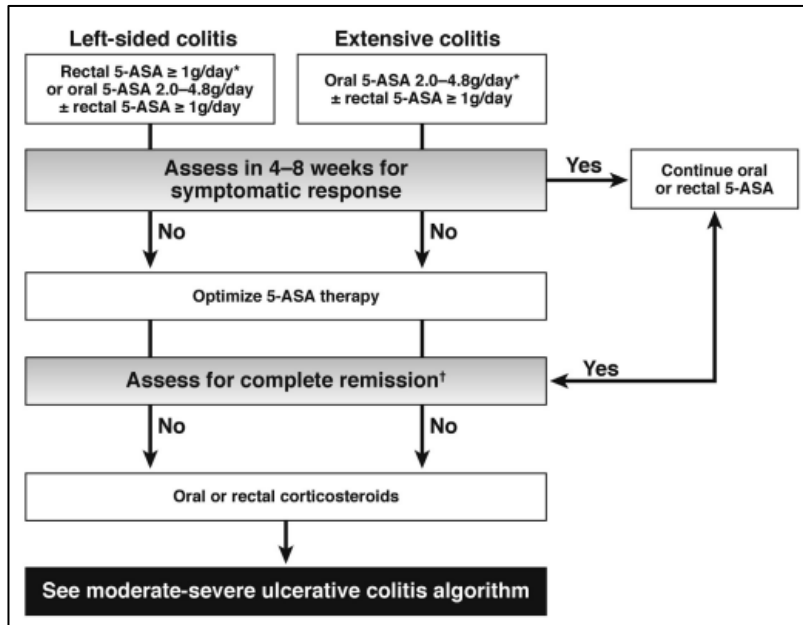 Left-sided colitis
Extensive colitis
Rectal 5-ASA ≥ 1g/day*
or oral 5-ASA 2.0–4.8g/day
± rectal 5-ASA ≥ 1g/day
Oral 5-ASA 2.0–4.8g/day*
± rectal 5-ASA ≥ 1g/day
Assess in 4–8 weeks for
symptomatic response
Yes
Continue oral
or rectal 5-ASA
No
No
Optimize 5-ASA therapy
Assess for complete remission†
Yes
No
No
Oral or rectal corticosteroids
See moderate-severe ulcerative colitis algorithm